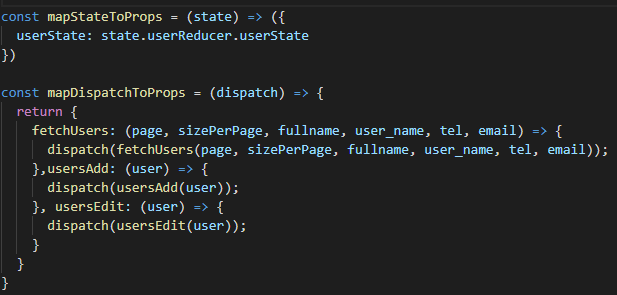 const mapStateToProps = (state) => ({
  userState: state.userReducer.userState
})

const mapDispatchToProps = (dispatch) => {
  return {
    fetchUsers: (page, sizePerPage, fullname, user_name, tel, email) => {
      dispatch(fetchUsers(page, sizePerPage, fullname, user_name, tel, email));
    },usersAdd: (user) => {
      dispatch(usersAdd(user));
    }, usersEdit: (user) => {
      dispatch(usersEdit(user));
    }
  }
}